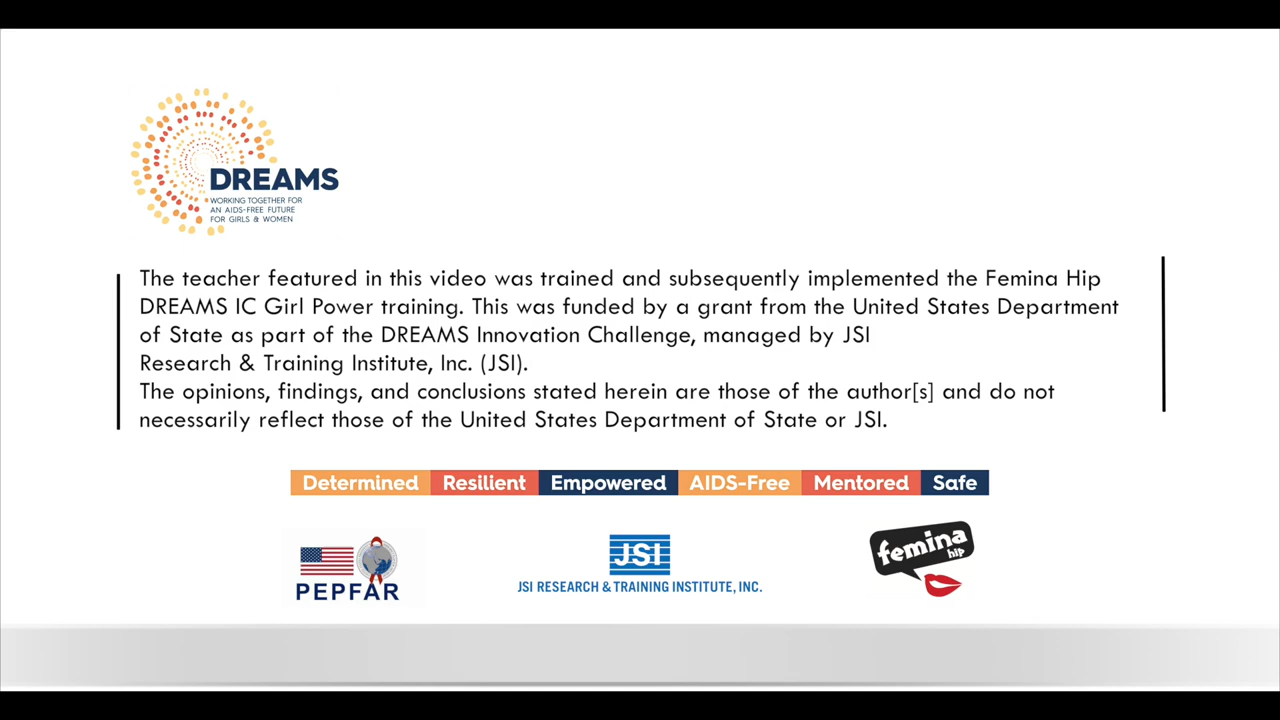 DREAMS
WORKING TOGETHER FOR
AN AIDS-FREE FUTURE
FOR GIRLS & WOMEN
The teacher featured in this video was trained and subsequently implemented the Femina Hip
DREAMS IC Girl Power training. This was funded by a grant from the United States Department
of State as part of the DREAMS Innovation Challenge, managed by JSI
Research & Training Institute, Inc. (JSI).
The opinions, findings, and conclusions stated herein are those of the author[s] and do not
necessarily reflect those of the United States Department of State or JSI.
Determined Resilient Empowered AIDS-Free Mentored Safe
PEPFAR
JSI
JSI RESEARCH & TRAINING INSTITUTE, INC.
femina
hip